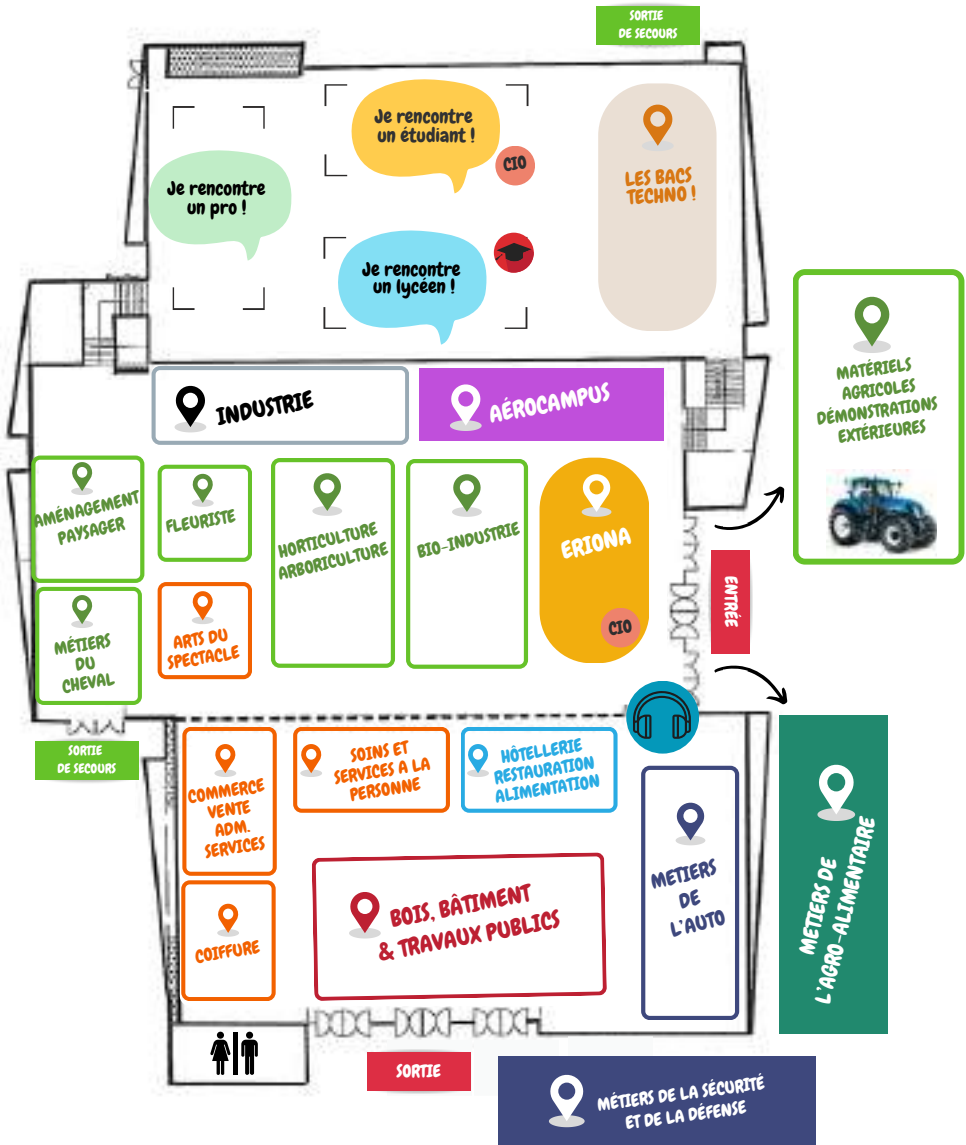 SORTIE
DE SECOURS
Je rencontre
un étudiant !
CIO
LES BACS
TECHNO !
Je rencontre
un pro !
Je rencontre
un lycéen !
INDUSTRIE
AÉROCAMPUS
MATÉRIELS
AGRICOLES
DÉMONSTRATIONS
EXTÉRIEURES
AMÉNAGEMENT
PAYSAGER
FLEURISTE
HORTICULTURE
ARBORICULTURE
BIO-INDUSTRIE
ERIONA
CIO
ENTRÉE
MÉTIERS
DU
CHEVAL
ARTS DU
SPECTACLE
SORTIE
DE SECOURS
COMMERCE
VENTE
ADM.
SERVICES
SOINS ET
SERVICES A LA
PERSONNE
HÔTELLERIE
RESTAURATION
ALIMENTATION
METIERS
DE
L'AUTO
METIERS DE
L'AGRO-ALIMENTAIRE
COIFFURE
BOIS, BÂTIMENT
& TRAVAUX PUBLICS
SORTIE
MÉTIERS DE LA SÉCURITÉ
ET DE LA DÉFENSE